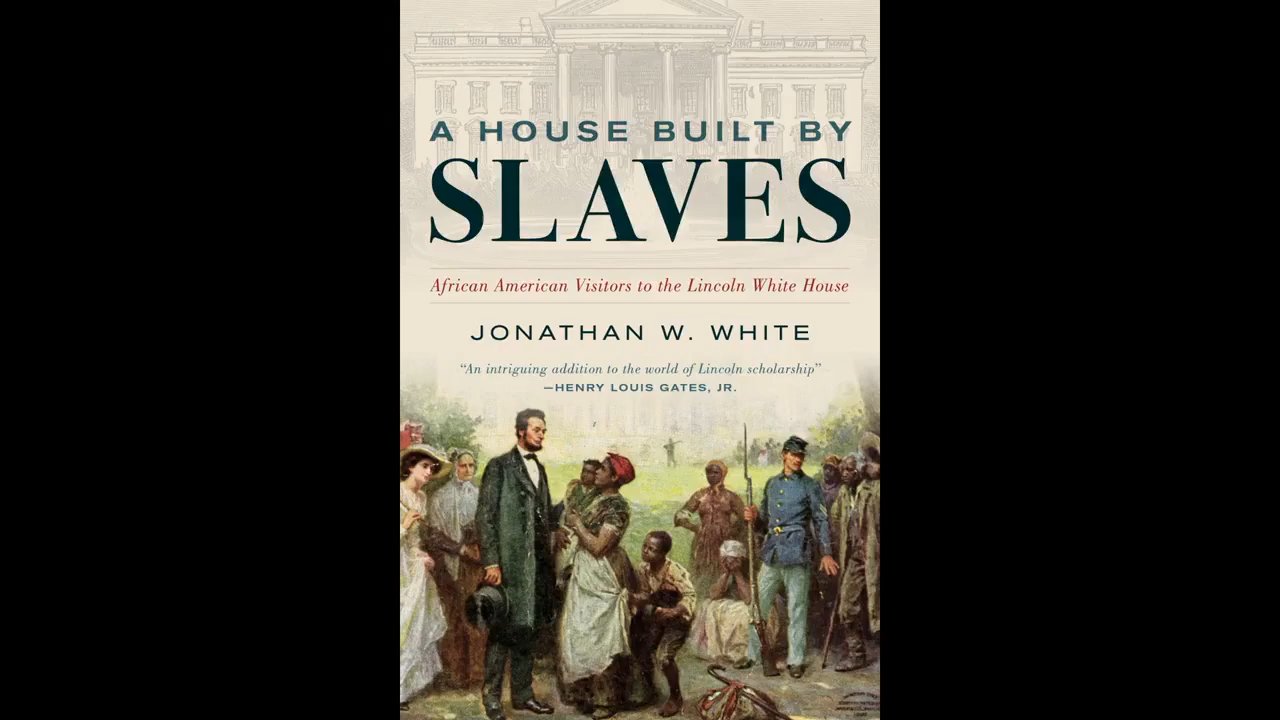 A HOUSE BUILT BY
SLAVES
African American Visitors to the Lincoln White House
JONATHAN W. WHITE
“An intriguing addition to the world of Lincoln scholarship”
—HENRY LOUIS GATES, JR.